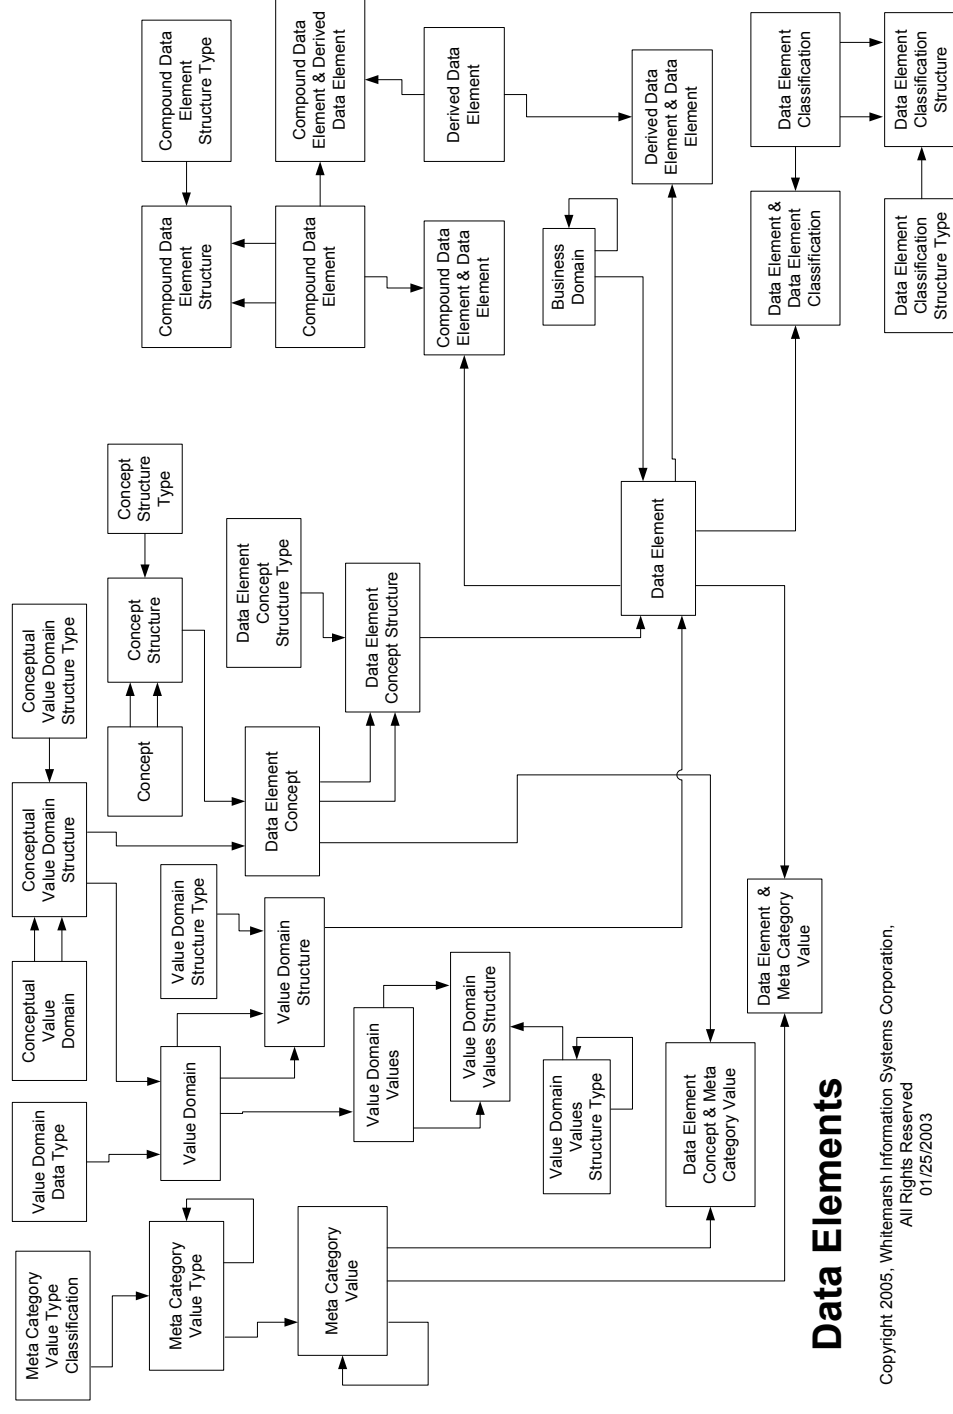 Meta Category
Value Type
Classification
Value Domain
Data Type
Conceptual
Value
Domain
Conceptual
Value Domain
Structure
Conceptual
Value Domain
Structure Type
Concept
Concept
Structure
Concept
Structure
Type
Compound Data
Element
Structure Type
Compound Data
Element
Structure
Meta Category
Value Type
Value Domain
Value Domain
Structure Type
Data Element
Concept
Data Element
Concept
Structure Type
Compound Data
Element
Compound Data
Element & Derived
Data Element
Meta Category
Value
Value Domain
Values
Value Domain
Structure
Data Element
Concept Structure
Compound Data
Element & Data
Element
Derived Data
Element
Value Domain
Values Structure
Value Domain
Values
Structure Type
Business
Domain
Data Element
Derived Data
Element & Data
Element
Data Element
Concept & Meta
Category Value
Data Element &
Meta Category
Value
Data Element &
Data Element
Classification
Data Element
Classification
Data Element
Classification
Structure Type
Data Element
Classification
Structure
Data Elements
Copyright 2005, Whitemarsh Information Systems Corporation,
All Rights Reserved
01/25/2003